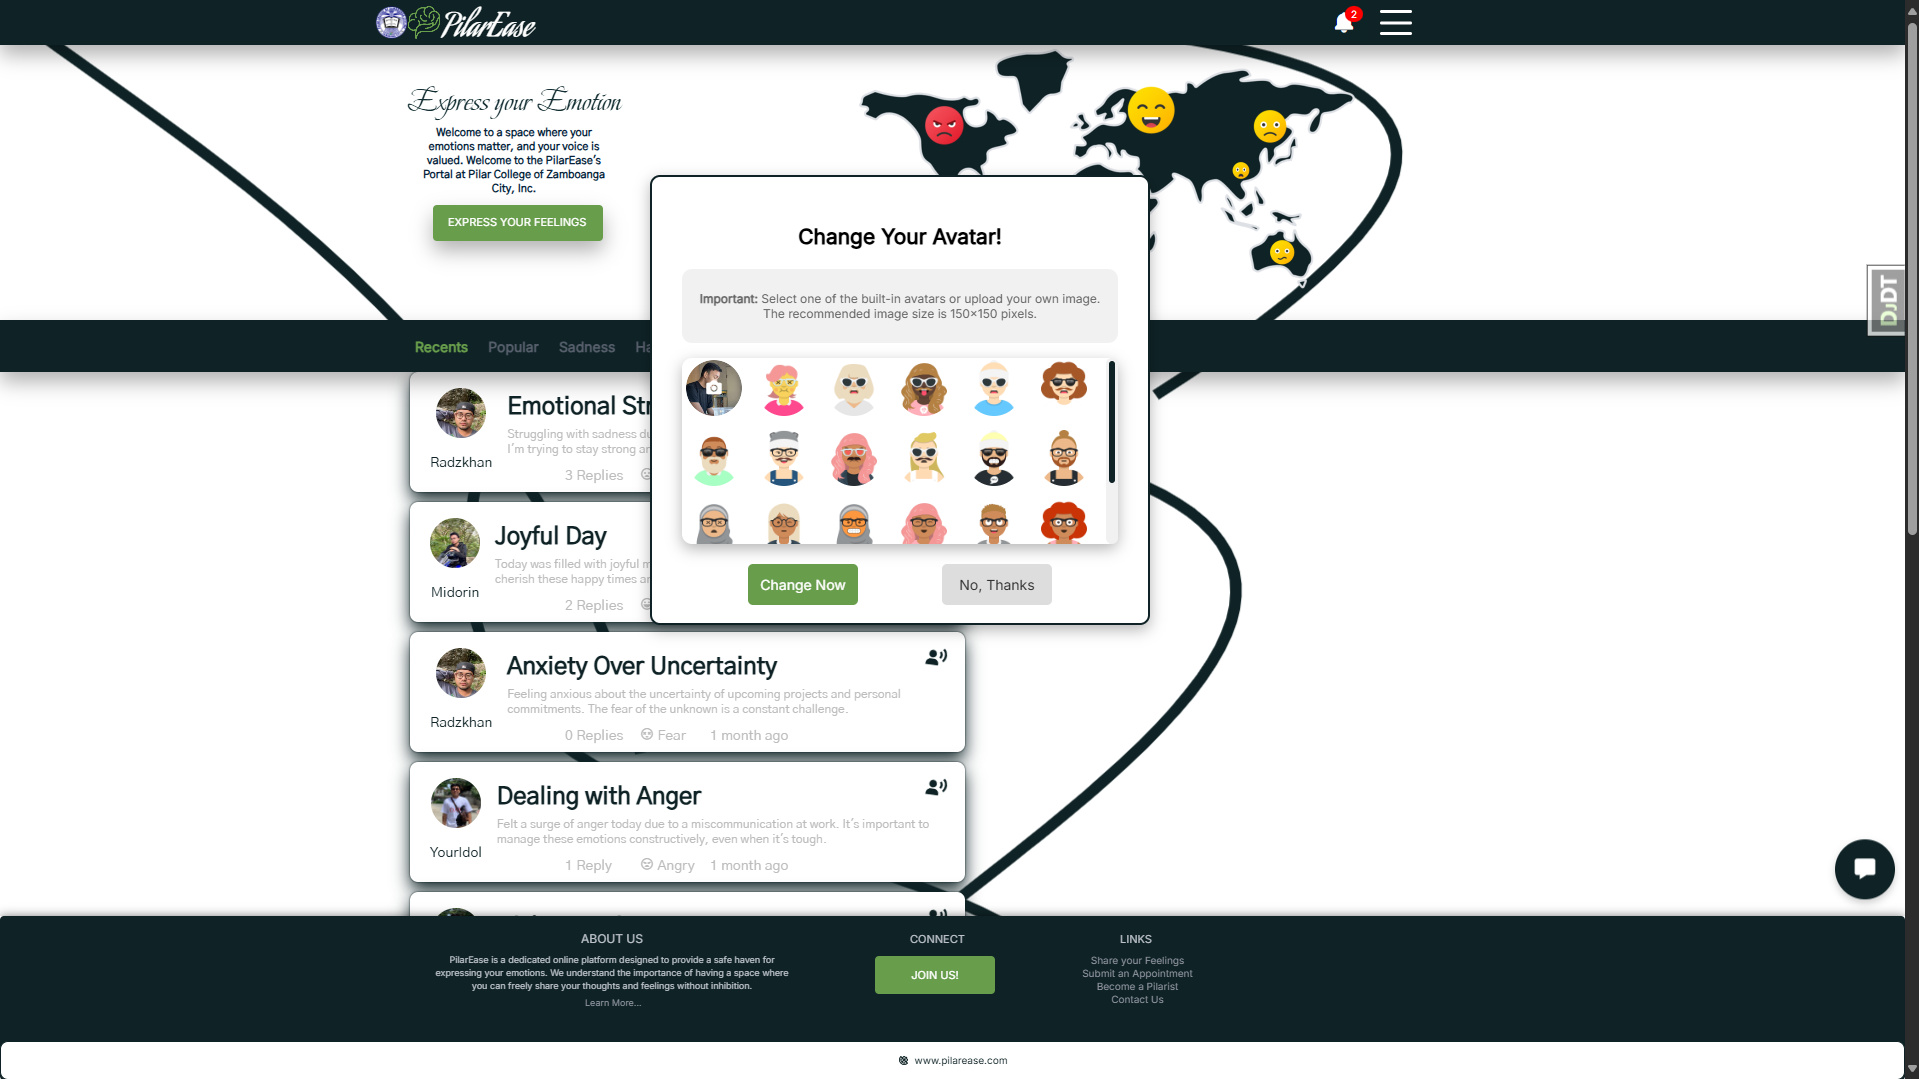 PilarEase
2
Express your Emotion
Welcome to a space where your
emotions matter, and your voice is
valued. Welcome to the PilarEase's
Portal at Pilar College of Zamboanga
City, Inc.
EXPRESS YOUR FEELINGS
Change Your Avatar!
Important: Select one of the built-in avatars or upload your own image.
The recommended image size is 150x150 pixels.
Change Now
No, Thanks
DJDT
Recents Popular Sadness Ha
Emotional Str
Struggling with sadness du
I'm trying to stay strong an
Radzkhan
3 Replies
Joyful Day
Today was filled with joyful m
cherish these happy times an
Midorin
2 Replies
Anxiety Over Uncertainty
Feeling anxious about the uncertainty of upcoming projects and personal
commitments. The fear of the unknown is a constant challenge.
Radzkhan
0 Replies Fear 1 month ago
Dealing with Anger
Felt a surge of anger today due to a miscommunication at work. It's important to
manage these emotions constructively, even when it's tough.
YourIdol
1 Reply Angry 1 month ago
ABOUT US
PilarEase is a dedicated online platform designed to provide a safe haven for
expressing your emotions. We understand the importance of having a space where
you can freely share your thoughts and feelings without inhibition.
Learn More...
CONNECT
JOIN US!
LINKS
Share your Feelings
Submit an Appointment
Become a Pilarist
Contact Us
www.pilarease.com